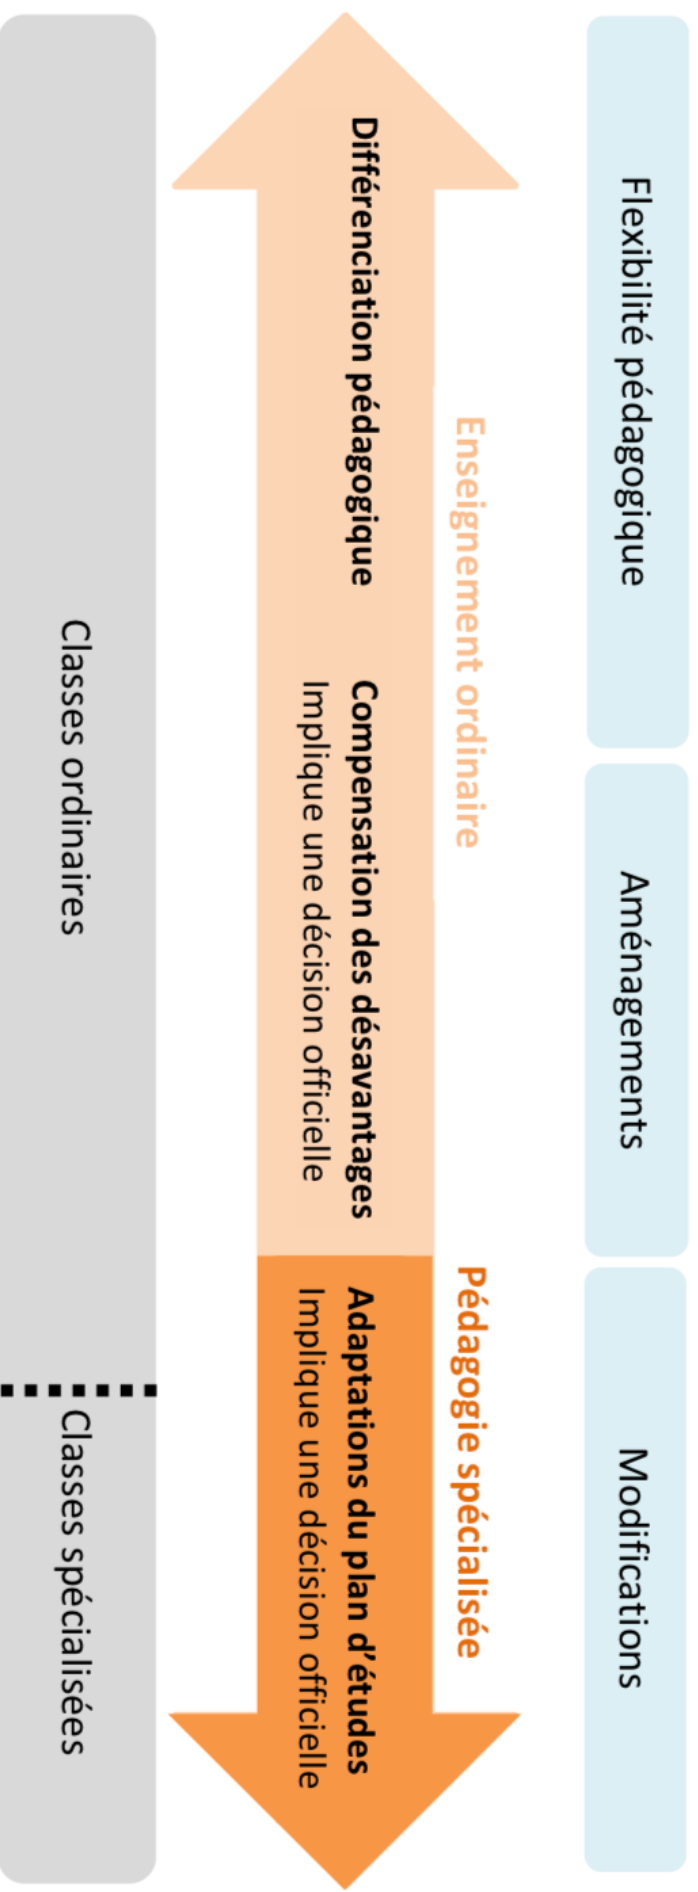 Flexibilité pédagogique
Aménagements
Modifications
Enseignement ordinaire
Pédagogie spécialisée
Différenciation pédagogique
Compensation des désavantages
Implique une décision officielle
Adaptations du plan d'études
Implique une décision officielle
Classes ordinaires
Classes spécialisées